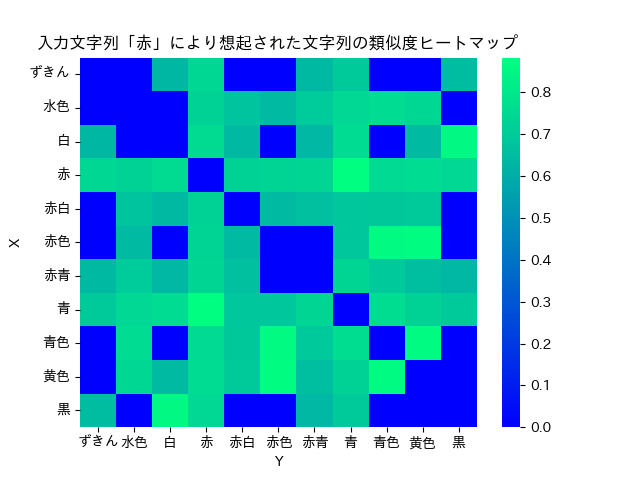 入力文字列「赤」により想起された文字列の類似度ヒートマップ
ずきん
水色
白
赤
赤白
赤色
赤青
青
青色
黄色
黒
X
ずきん 水色 白 赤 赤白 赤色 赤青 青 青色 黄色 黒
Y
0.8
0.7
0.6
0.5
0.4
0.3
0.2
0.1
0.0